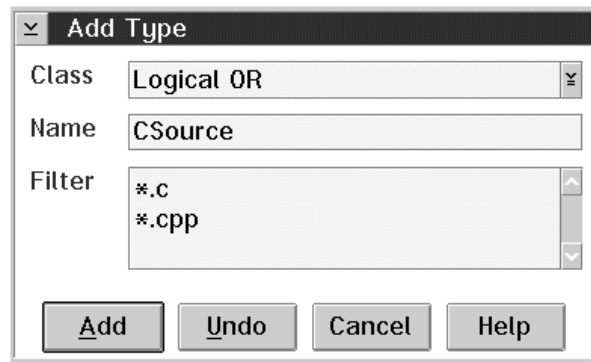 Add Type
Class Logical OR
Name CSource
Filter *.c
*.cpp
Add Undo Cancel Help